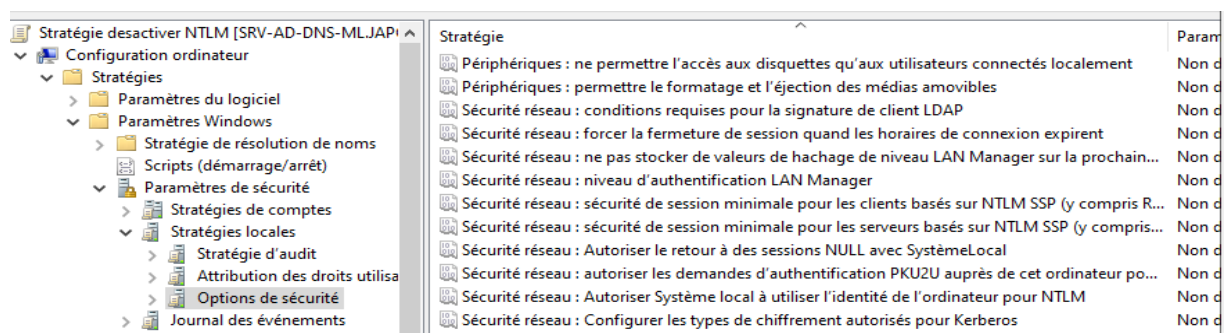 Stratégie desactiver NTLM [SRV-AD-DNS-ML.JAP
Configuration ordinateur
Stratégies
Paramètres du logiciel
Paramètres Windows
Stratégie de résolution de noms
Scripts (démarrage/arrêt)
Paramètres de sécurité
Stratégies de comptes
Stratégies locales
Stratégie d'audit
Attribution des droits utilisa
Options de sécurité
Journal des événements
Stratégie Param
Périphériques : ne permettre l'accès aux disquettes qu'aux utilisateurs connectés localement Non d
Périphériques : permettre le formatage et l'éjection des médias amovibles Non d
Sécurité réseau : conditions requises pour la signature de client LDAP Non d
Sécurité réseau : forcer la fermeture de session quand les horaires de connexion expirent Non d
Sécurité réseau : ne pas stocker de valeurs de hachage de niveau LAN Manager sur la prochain... Non d
Sécurité réseau : niveau d'authentification LAN Manager Non d
Sécurité réseau : sécurité de session minimale pour les clients basés sur NTLM SSP (y compris R... Non d
Sécurité réseau : sécurité de session minimale pour les serveurs basés sur NTLM SSP (y compris... Non d
Sécurité réseau : Autoriser le retour à des sessions NULL avec SystèmeLocal Non d
Sécurité réseau : autoriser les demandes d'authentification PKU2U auprès de cet ordinateur po... Non d
Sécurité réseau : Autoriser Système local à utiliser l'identité de l'ordinateur pour NTLM Non d
Sécurité réseau : Configurer les types de chiffrement autorisés pour Kerberos Non d